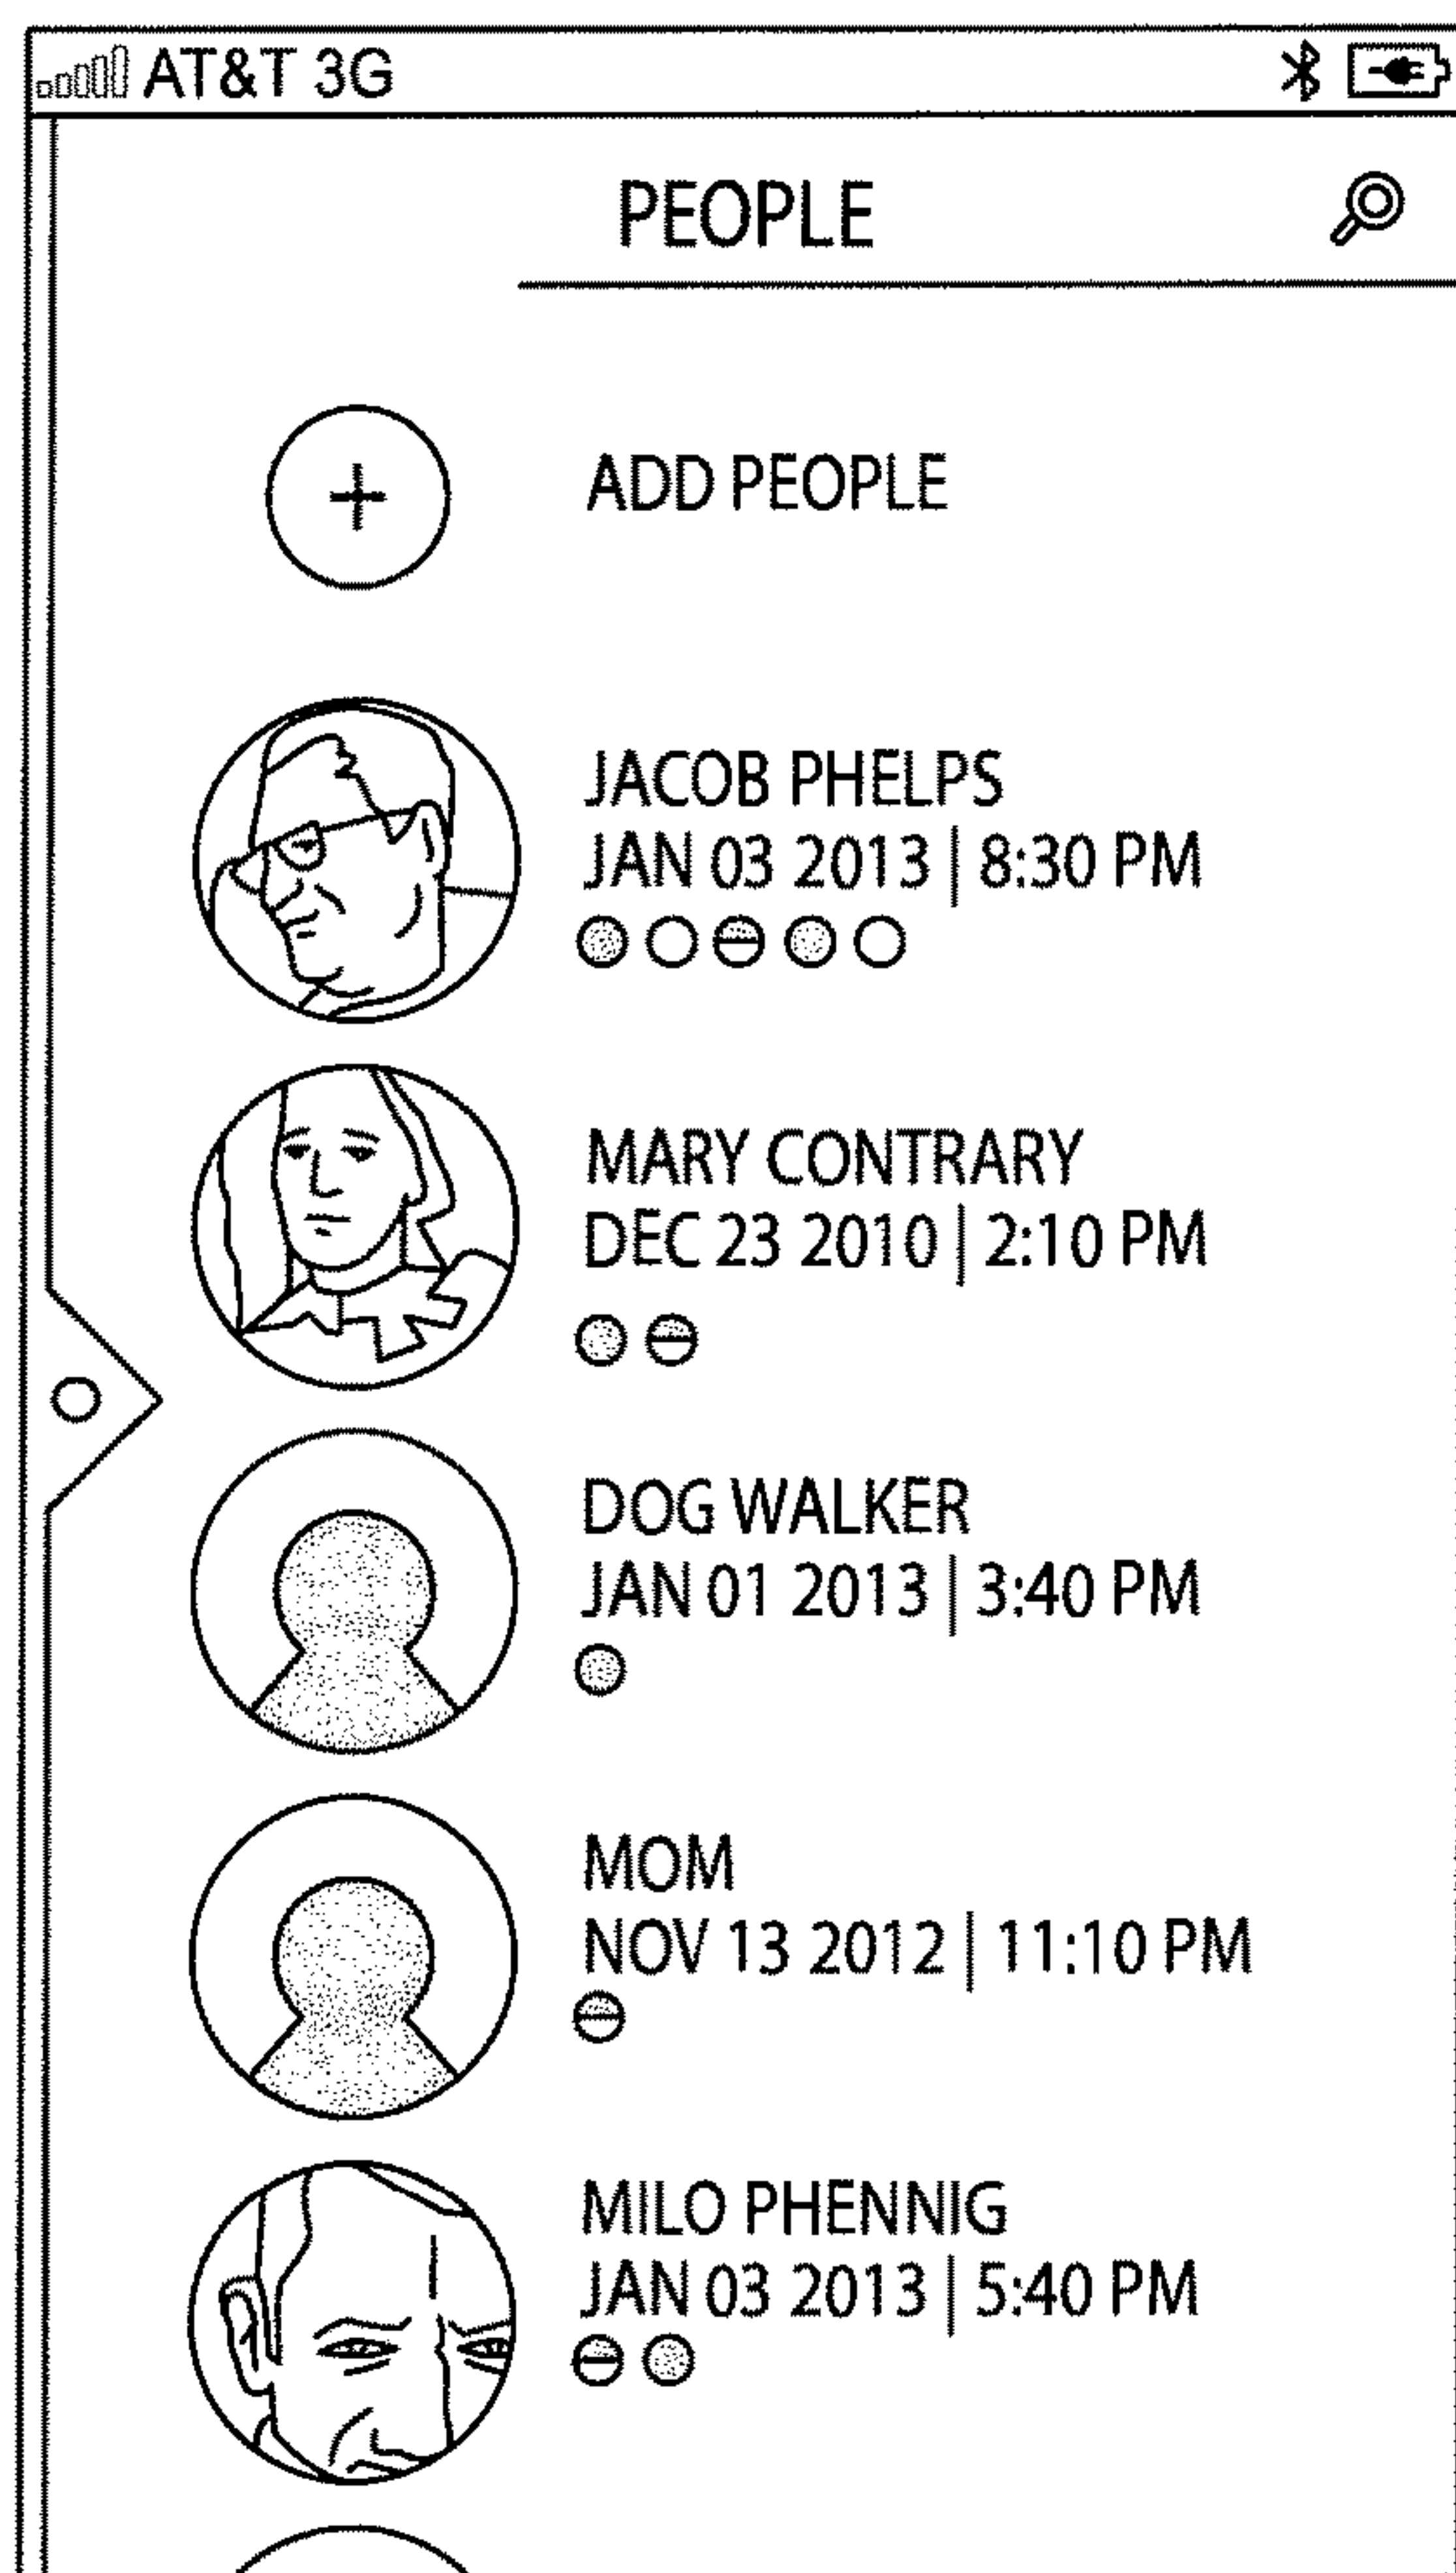 AT&T 3G
PEOPLE
ADD PEOPLE
JACOB PHELPS
JAN 03 2013 | 8:30 PM
MARY CONTRARY
DEC 23 2010 | 2:10 PM
DOG WALKER
JAN 01 2013 | 3:40 PM
MOM
NOV 13 2012 | 11:10 PM
MILO PHENNIG
JAN 03 2013 | 5:40 PM